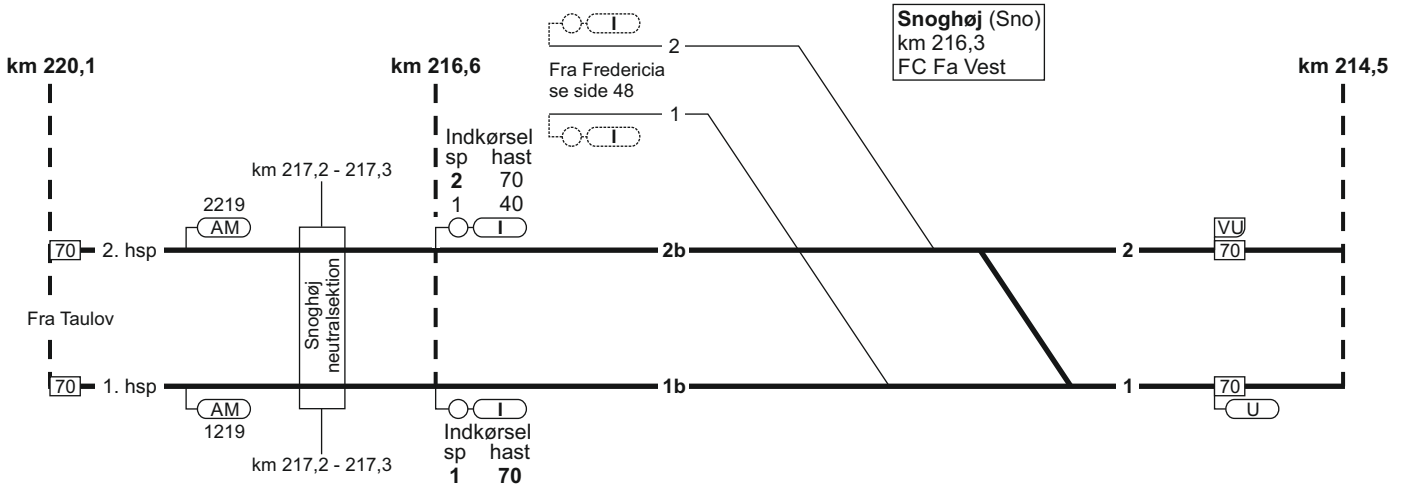 Snoghøj (Sno)
km 216,3
FC Fa Vest
km 220,1
km 216,6
km 214,5
I
2
Fra Fredericia
se side 48
1
I
Indkørsel
sp hast
2 70
1 40
I
km 217,2 - 217,3
2219
AM
70 2. hsp
2b
2
VU
70
Fra Taulov
Snoghøj
neutralsektion
70 1. hsp
1b
1
70
U
AM
1219
I
Indkørsel
sp hast
1 70
km 217,2 - 217,3